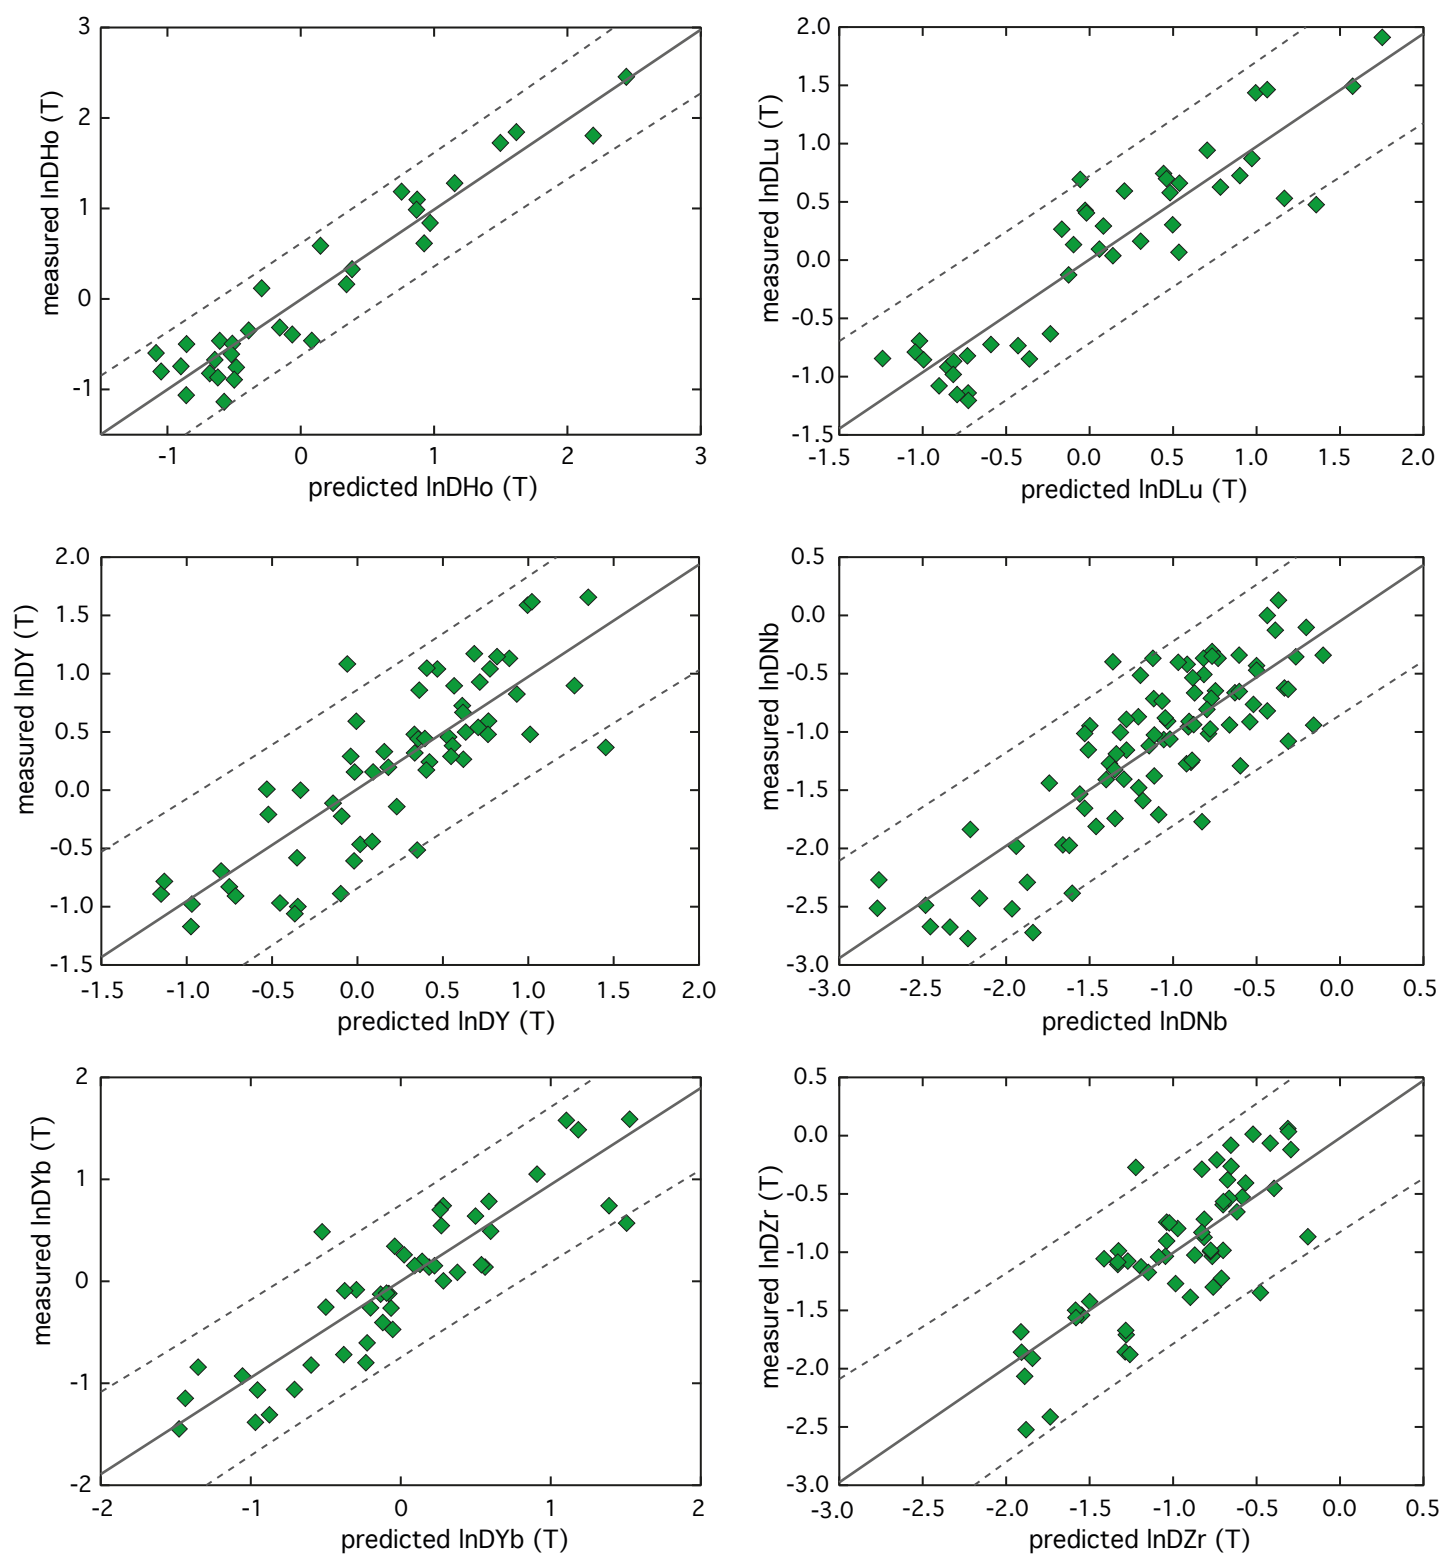 3
2
1
0
-1
measured lnDHo (T)
-1 0 1 2 3
predicted lnDHo (T)
2.0
1.5
1.0
0.5
0.0
-0.5
-1.0
-1.5
measured lnDLu (T)
-1.5 -1.0 -0.5 0.0 0.5 1.0 1.5 2.0
predicted lnDLu (T)
2.0
1.5
1.0
0.5
0.0
-0.5
-1.0
-1.5
measured lnDY (T)
-1.5 -1.0 -0.5 0.0 0.5 1.0 1.5 2.0
predicted lnDY (T)
0.5
0.0
-0.5
-1.0
-1.5
-2.0
-2.5
-3.0
measured lnDNb
-3.0 -2.5 -2.0 -1.5 -1.0 -0.5 0.0 0.5
predicted lnDNb
2
1
0
-1
-2
measured lnDYb (T)
-2 -1 0 1 2
predicted lnDYb (T)
0.5
0.0
-0.5
-1.0
-1.5
-2.0
-2.5
-3.0
measured lnDZr (T)
-3.0 -2.5 -2.0 -1.5 -1.0 -0.5 0.0 0.5
predicted lnDZr (T)